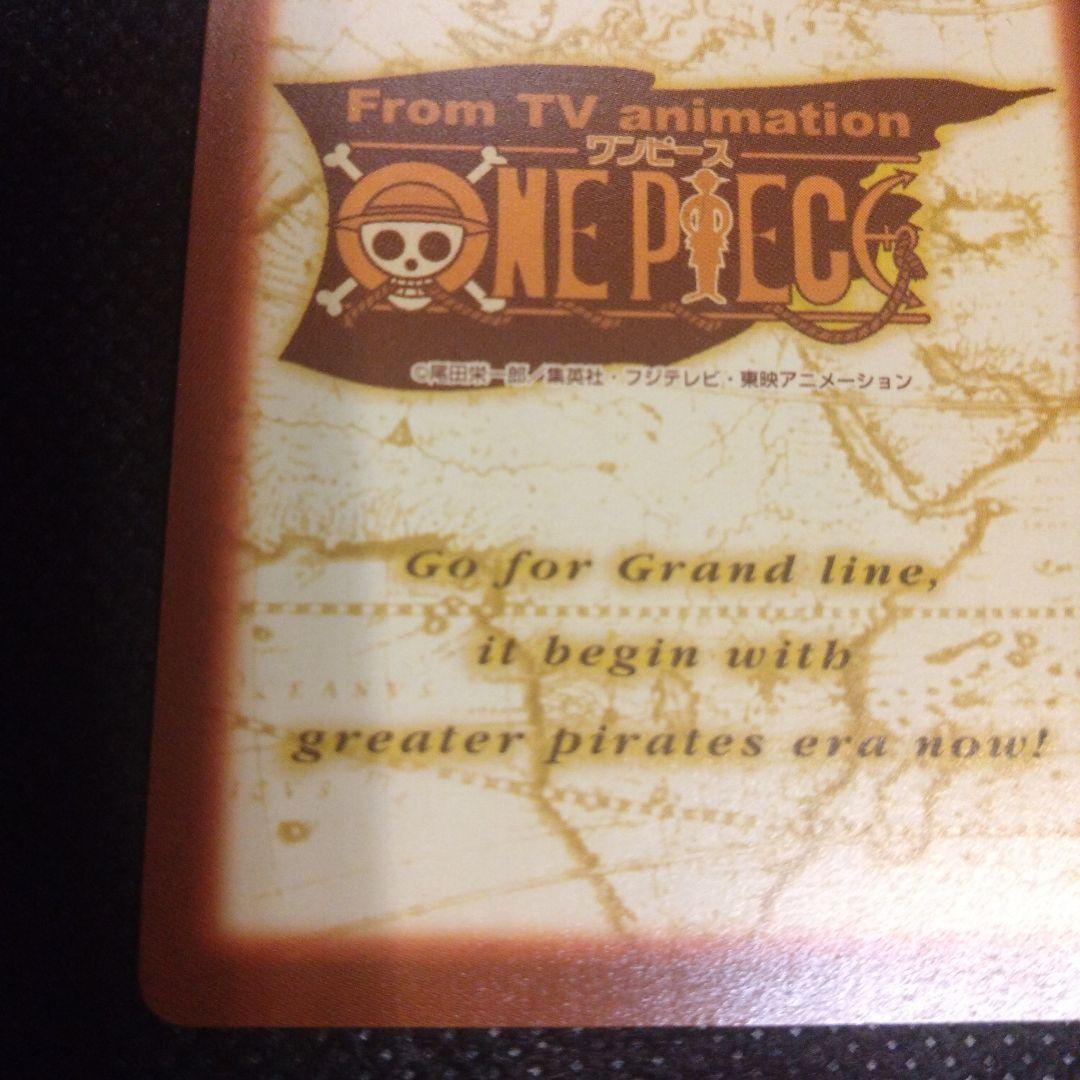 From TV animation
ワンピース
ONE PIECE
©尾田栄一郎/集英社・フジテレビ・東映アニメーション
Go for Grand line,
it begin with
greater pirates era now!